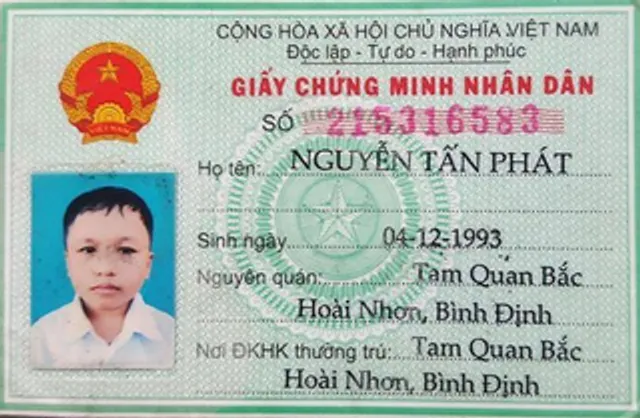 CỘNG HÒA XÃ HỘI CHỦ NGHĨA VIỆT NAM
Độc lập - Tự do - Hạnh phúc
GIẤY CHỨNG MINH NHÂN DÂN
SỐ 215316583
Họ tên: NGUYỄN TẤN PHÁT
Sinh ngày 04-12-1993
Nguyên quán: Tam Quan Bắc
Hoài Nhơn, Bình Định
Nơi ĐKHK thường trú: Tam Quan Bắc
Hoài Nhơn, Bình Định
VIỆT NAM